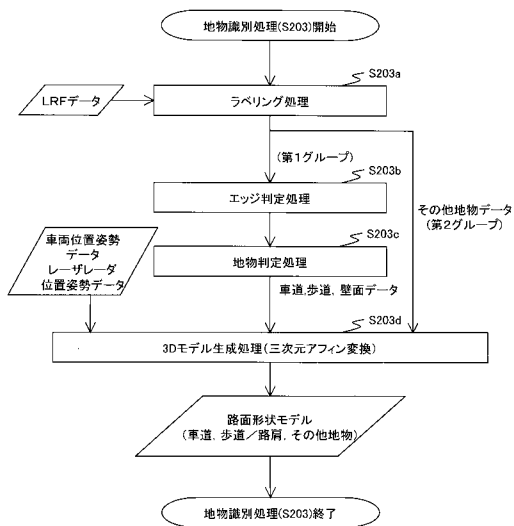 地物識別処理(S203)開始
S203a
LRFデータ
ラベリング処理
(第1グループ)
S203b
エッジ判定処理
その他地物データ
(第2グループ)
S203c
車両位置姿勢
データ
レーザレーダ
位置姿勢データ
地物判定処理
車道,歩道、壁面データ
S203d
3Dモデル生成処理(三次元アフィン変換)
路面形状モデル
(車道、歩道／路肩、その他地物)
地物識別処理(S203)終了